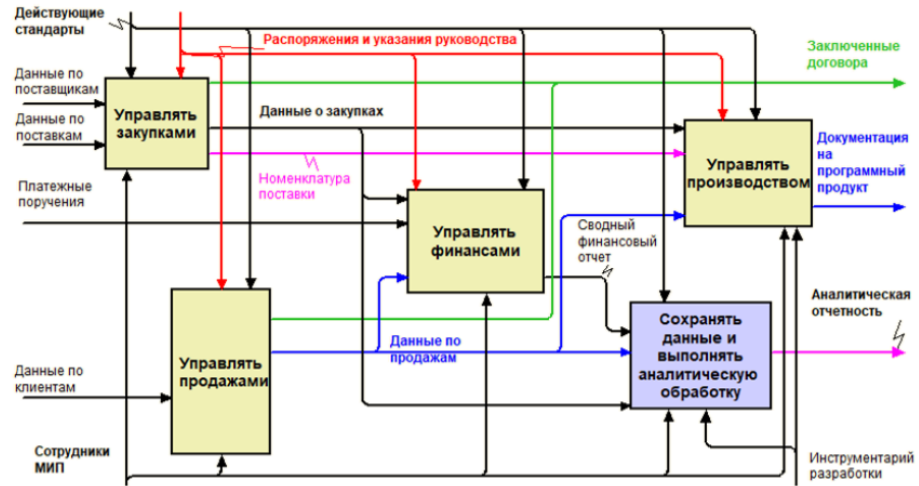 Действующие
стандарты
Распоряжения и указания руководства
Заключенные
договора
Данные по
поставщикам
Управлять
закупками
Данные о закупках
Данные по
поставкам
Номенклатура
поставки
Управлять
производством
Документация
на
программный
продукт
Платежные
поручения
Управлять
финансами
Сводный
финансовый
отчет
Аналитическая
отчетность
Управлять
продажами
Данные по
продажам
Сохранять
данные и
выполнять
аналитическую
обработку
Данные по
клиентам
Сотрудники
МИП
Инструментарий
разработки